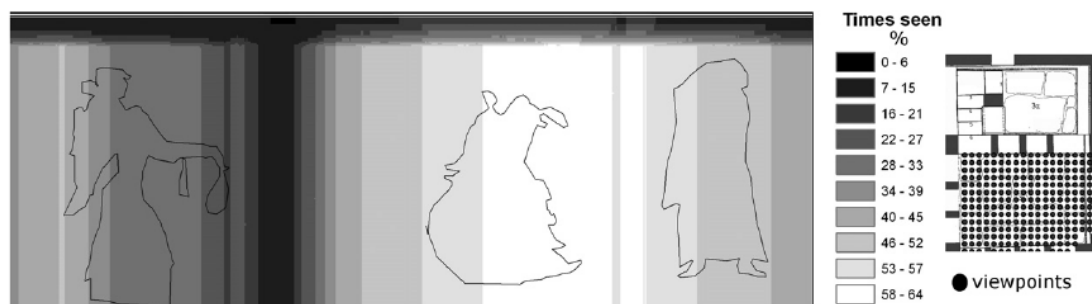 Times seen
%
0 - 6
7 - 15
16 - 21
22 - 27
28 - 33
34 - 39
40 - 45
46 - 52
53 - 57
58 - 64
3α
viewpoints